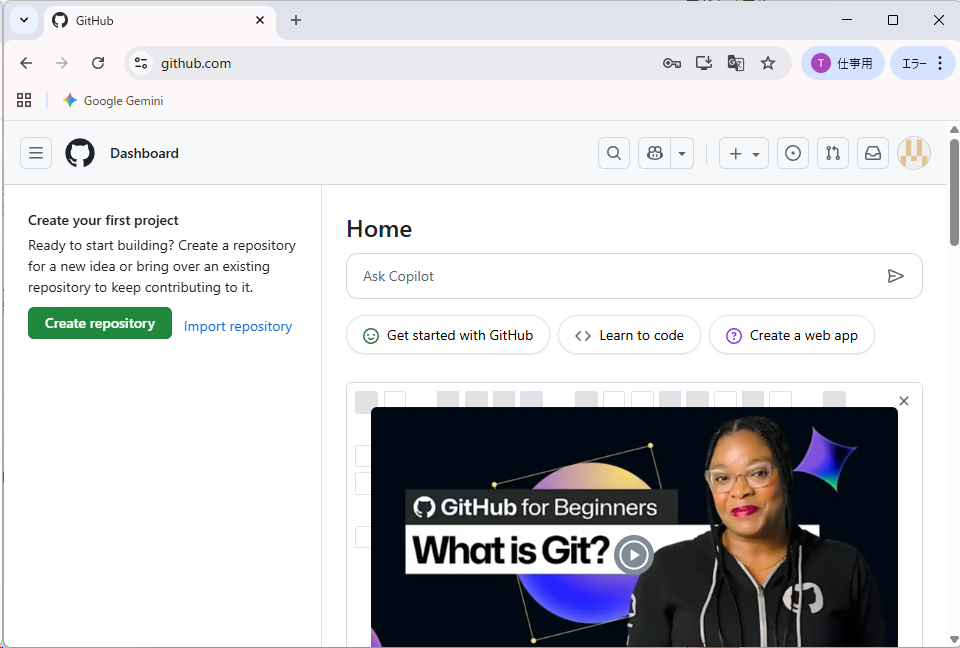 GitHub
github.com
T 仕事用
エラー
Google Gemini
Dashboard
Create your first project
Ready to start building? Create a repository
for a new idea or bring over an existing
repository to keep contributing to it.
Create repository
Import repository
Home
Ask Copilot
Get started with GitHub
Learn to code
Create a web app
GitHub for Beginners
What is Git?